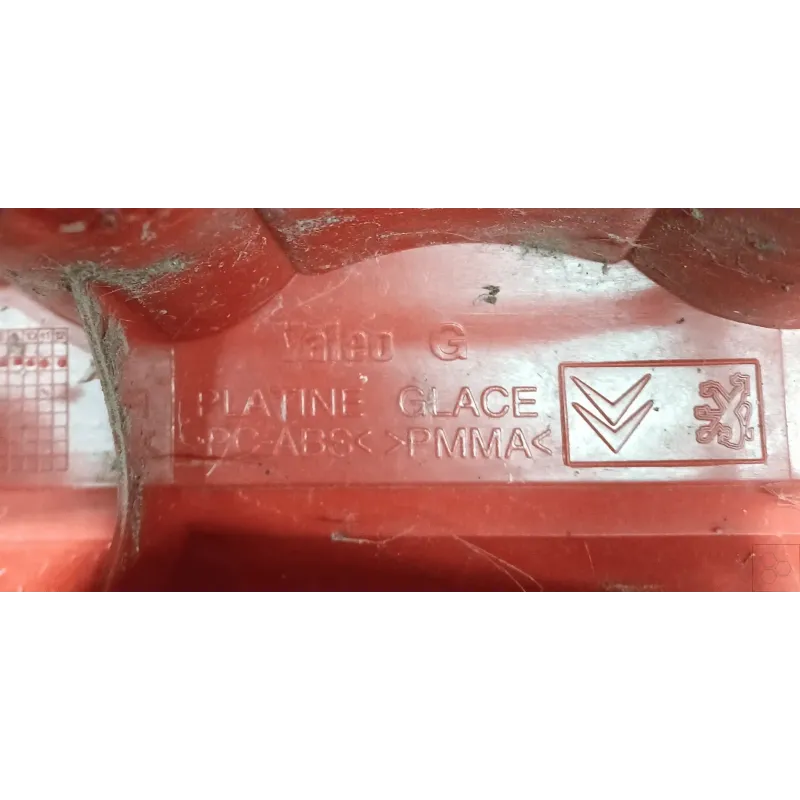 Valeo G
PLATINE GLACE
>PC-ABS< >PMMA<